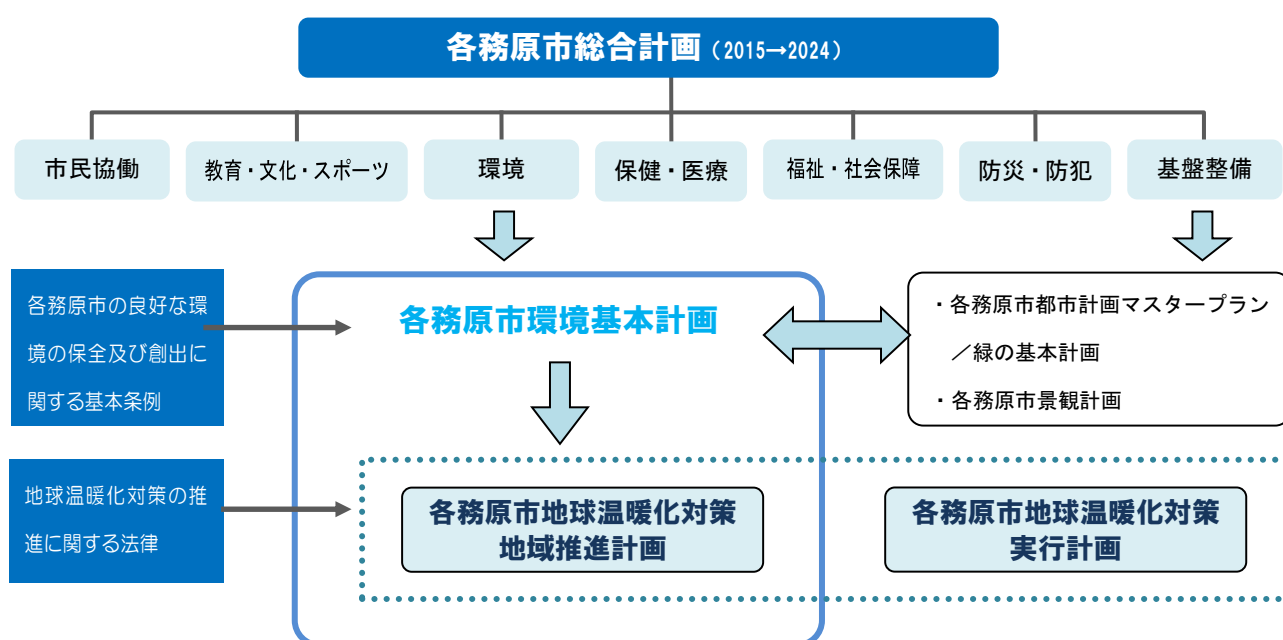 各務原市総合計画（2015→2024）
市民協働
教育・文化・スポーツ
環境
保健・医療
福祉・社会保障
防災・防犯
基盤整備
各務原市の良好な環
境の保全及び創出に
関する基本条例
各務原市環境基本計画
・各務原市都市計画マスタープラン
／緑の基本計画
・各務原市景観計画
地球温暖化対策の推
進に関する法律
各務原市地球温暖化対策
地域推進計画
各務原市地球温暖化対策
実行計画